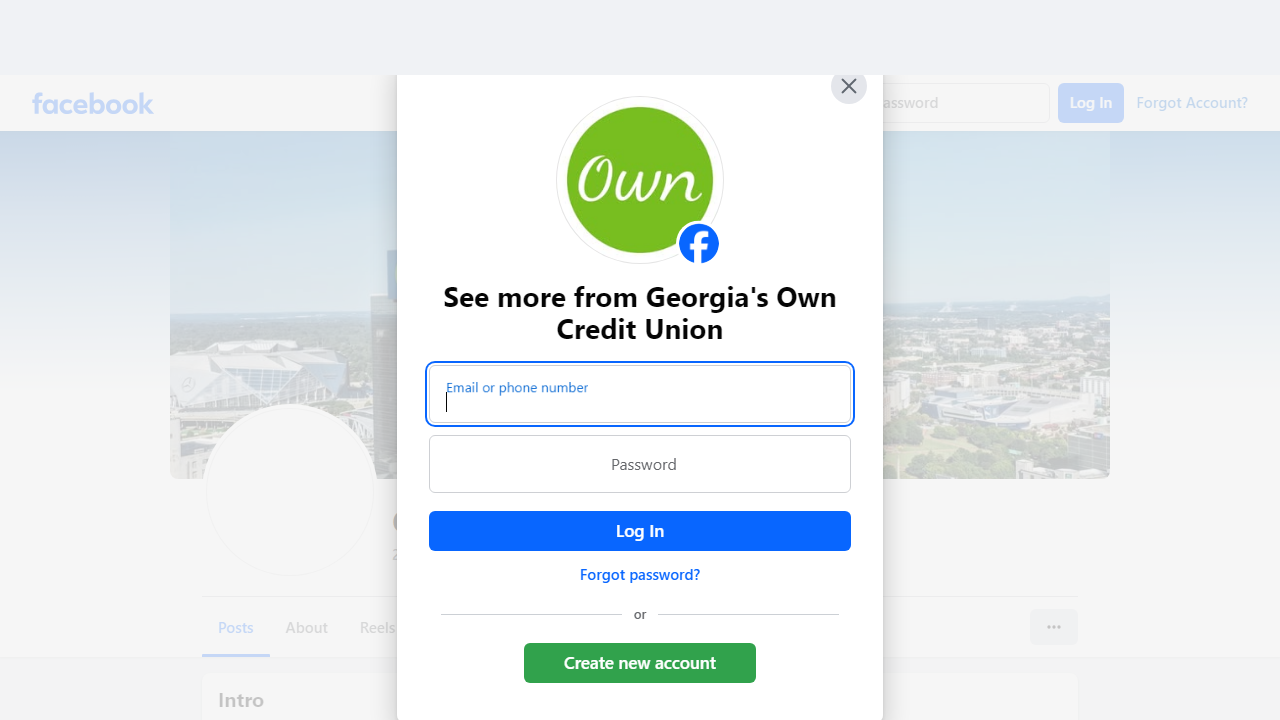 facebook
assword
Log In
Forgot Account?
Own
See more from Georgia's Own
Credit Union
Email or phone number
Password
Log In
Forgot password?
or
Create new account
Posts
About
Reels
Intro